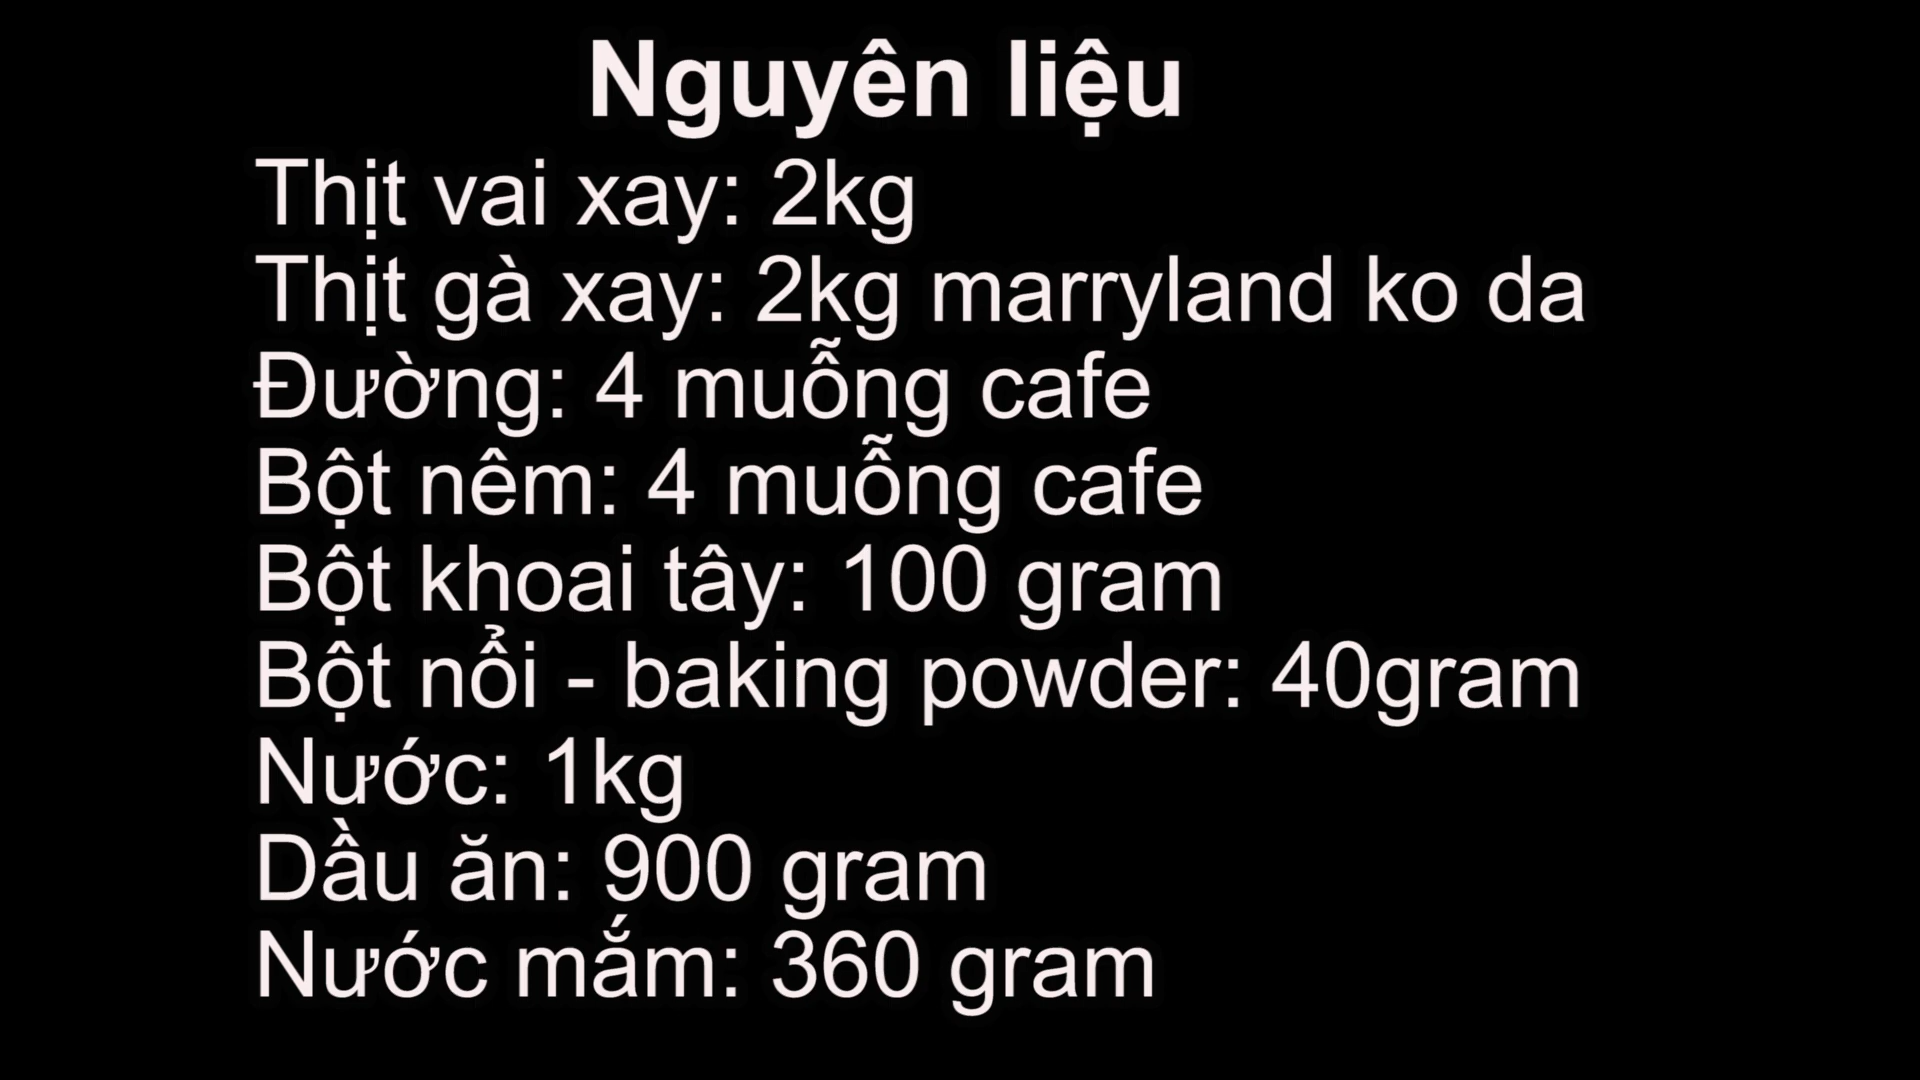 Nguyên liệu
Thịt vai xay: 2kg
Thịt gà xay: 2kg marryland ko da
Đường: 4 muỗng cafe
Bột nêm: 4 muỗng cafe
Bột khoai tây: 100 gram
Bột nổi - baking powder: 40gram
Nước: 1kg
Dầu ăn: 900 gram
Nước mắm: 360 gram